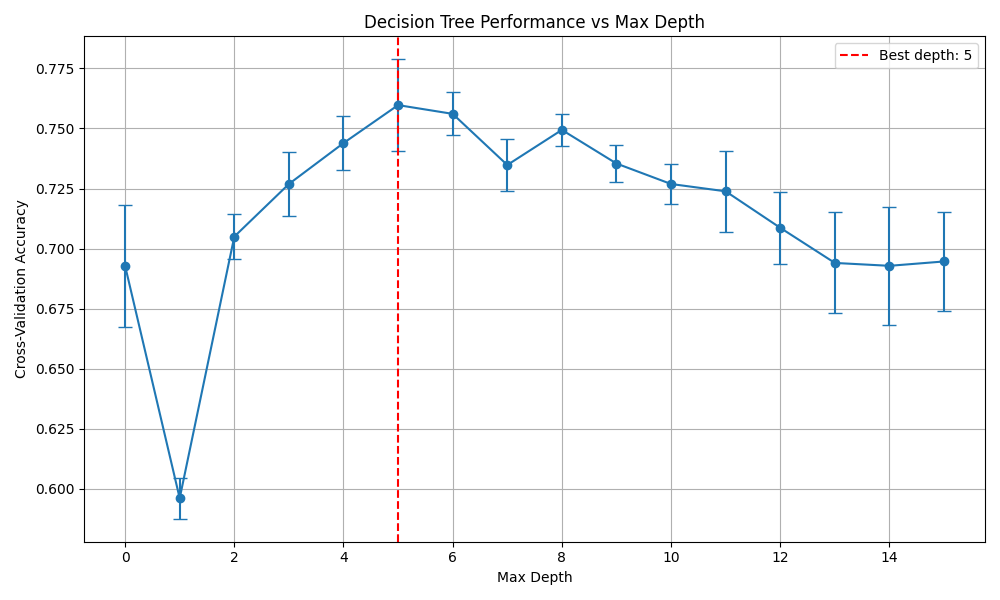 Decision Tree Performance vs Max Depth
Best depth: 5
Cross-Validation Accuracy
0.775
0.750
0.725
0.700
0.675
0.650
0.625
0.600
0 2 4 6 8 10 12 14
Max Depth